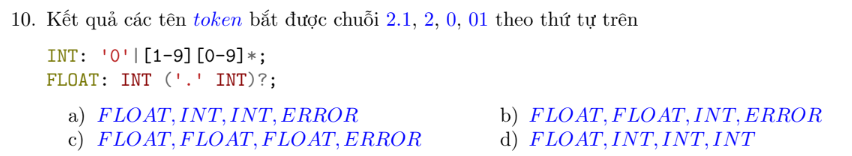 10. Kết quả các tên token bắt được chuỗi 2.1, 2, 0, 01 theo thứ tự trên
INT: '0'|[1-9][0-9]*;
FLOAT: INT ('.' INT)?;
a) FLOAT, INT, INT, ERROR b) FLOAT, FLOAT, INT, ERROR
c) FLOAT, FLOAT, FLOAT, ERROR d) FLOAT, INT, INT, INT